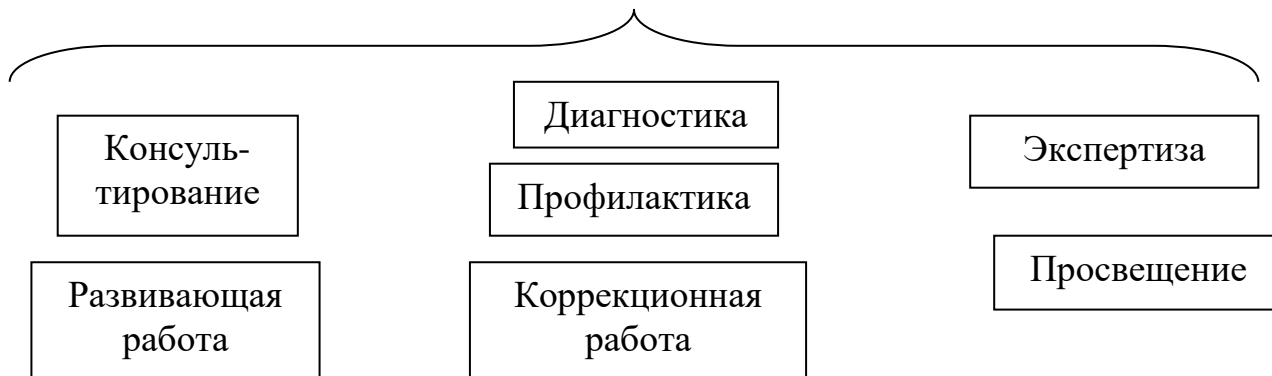 Консуль-
тирование
Диагностика
Экспертиза
Профилактика
Развивающая
работа
Коррекционная
работа
Просвещение